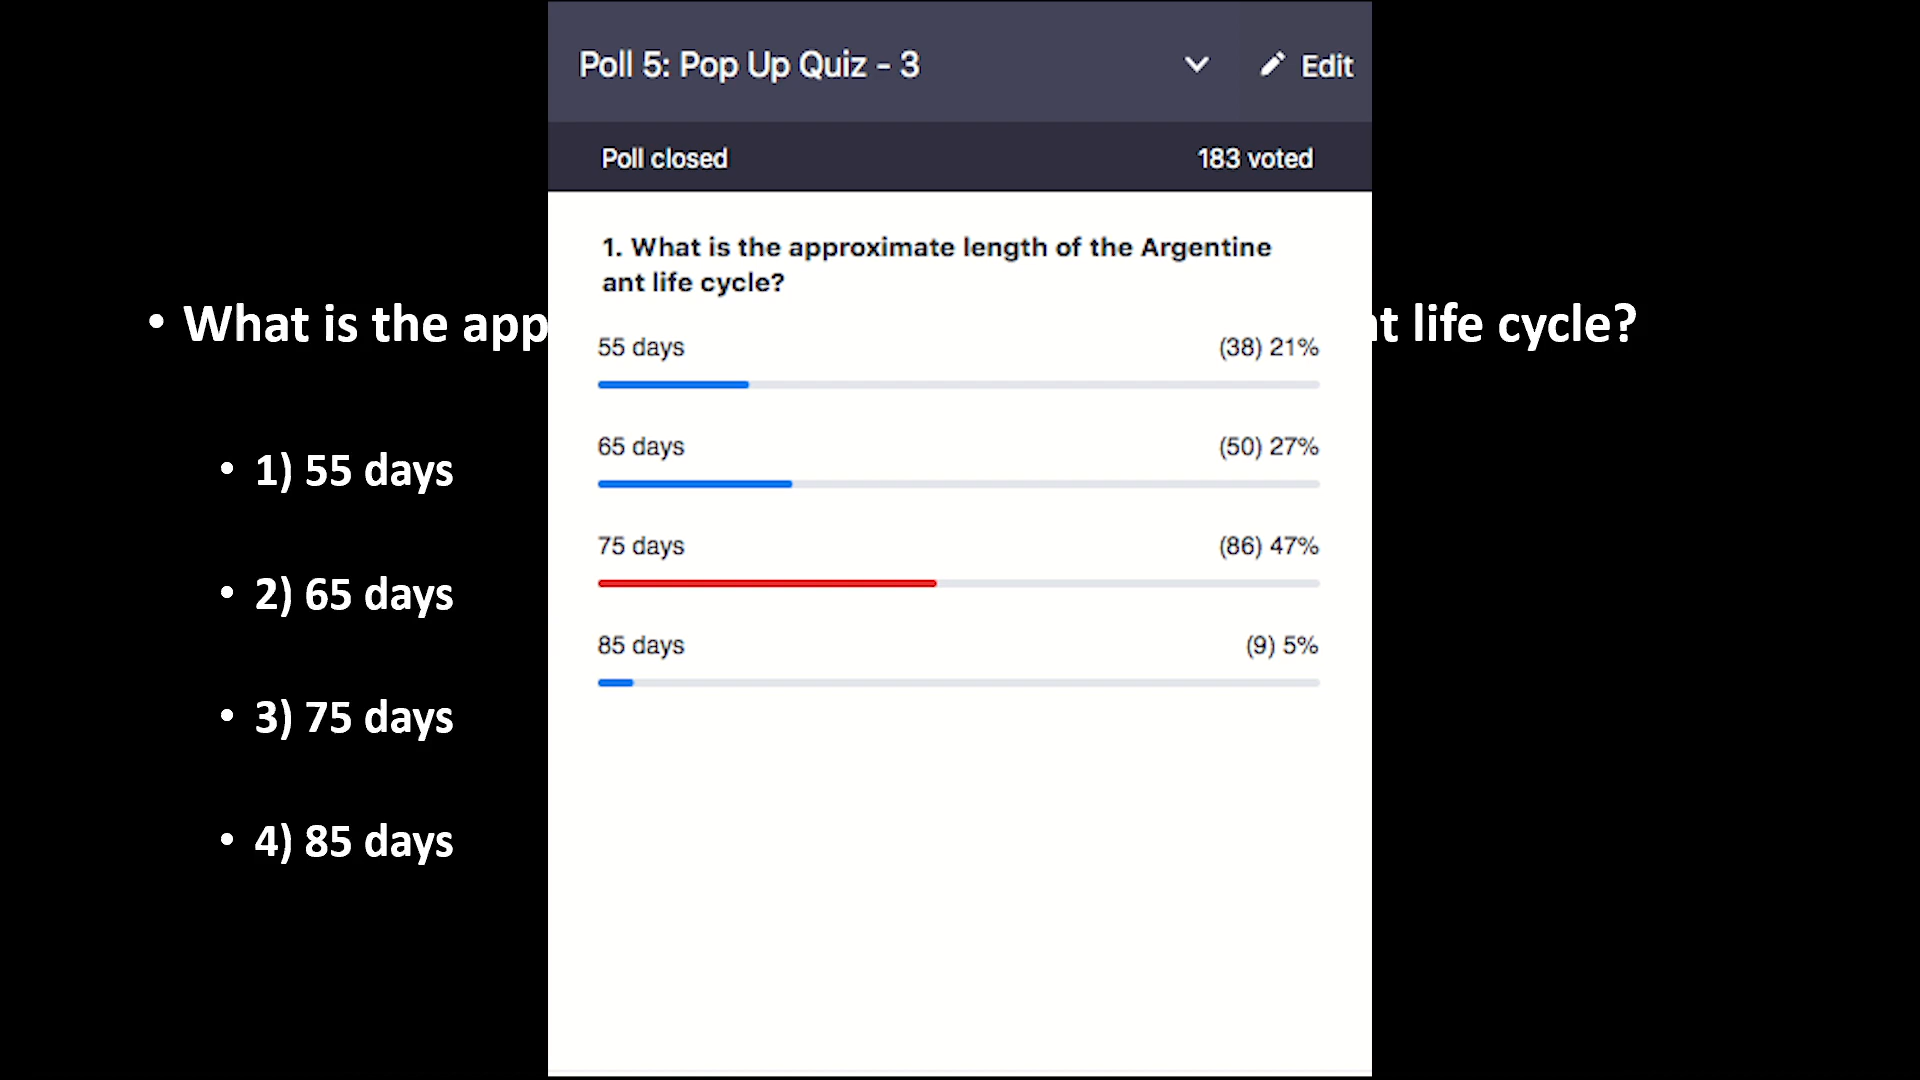 Poll 5: Pop Up Quiz - 3
Edit
Poll closed
183 voted
1. What is the approximate length of the Argentine
ant life cycle?
55 days
(38) 21%
65 days
(50) 27%
75 days
(86) 47%
85 days
(9) 5%
• What is the app
t life cycle?
• 1) 55 days
• 2) 65 days
• 3) 75 days
• 4) 85 days